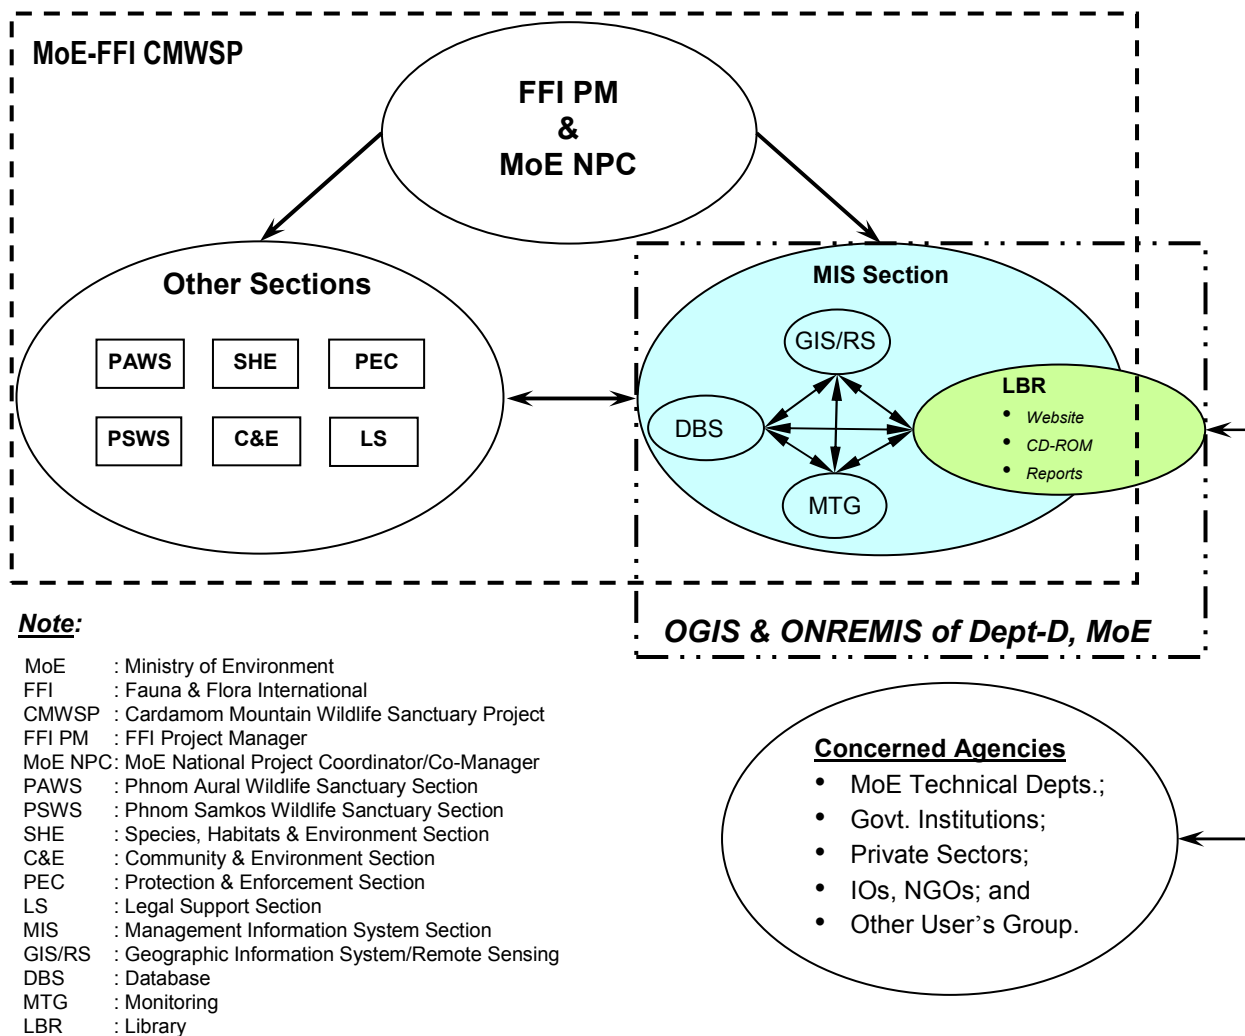 MoE-FFI CMWSP
FFI PM
&
MoE NPC
Other Sections
PAWS
SHE
PEC
PSWS
C&E
LS
MIS Section
GIS/RS
DBS
MTG
LBR
• Website
• CD-ROM
• Reports
OGIS & ONREMIS of Dept-D, MoE
Note:
MoE : Ministry of Environment
FFI : Fauna & Flora International
CMWSP : Cardamom Mountain Wildlife Sanctuary Project
FFI PM : FFI Project Manager
MoE NPC: MoE National Project Coordinator/Co-Manager
PAWS : Phnom Aural Wildlife Sanctuary Section
PSWS : Phnom Samkos Wildlife Sanctuary Section
SHE : Species, Habitats & Environment Section
C&E : Community & Environment Section
PEC : Protection & Enforcement Section
LS : Legal Support Section
MIS : Management Information System Section
GIS/RS : Geographic Information System/Remote Sensing
DBS : Database
MTG : Monitoring
LBR : Library
Concerned Agencies
• MoE Technical Depts.;
• Govt. Institutions;
• Private Sectors;
• IOs, NGOs; and
• Other User’s Group.